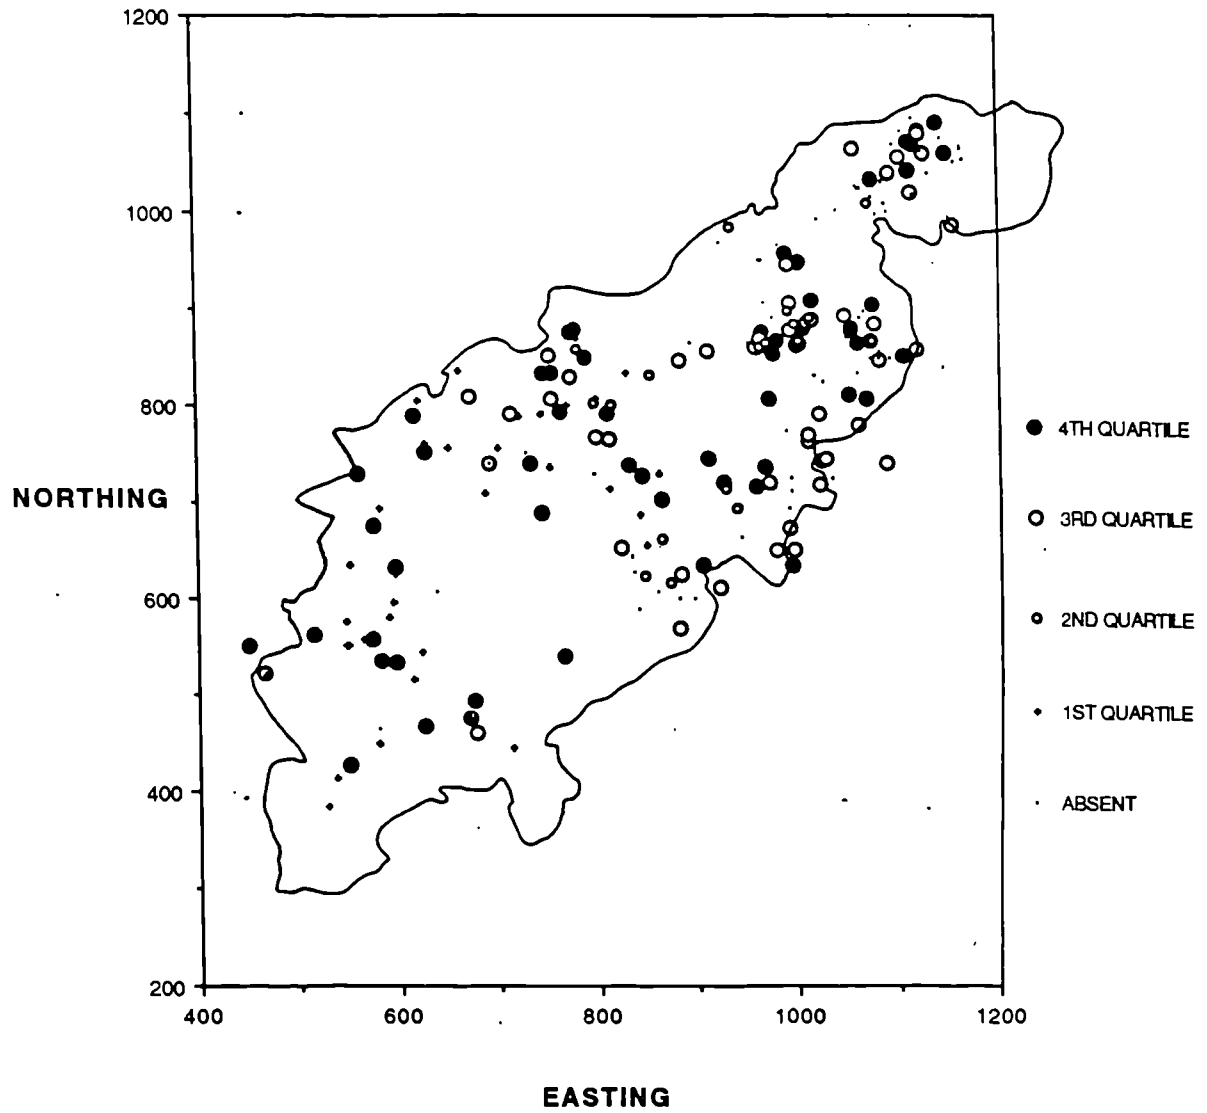 1200
1000
800
NORTHING
600
400
200
400 600 800 1000 1200
EASTING
4TH QUARTILE
3RD QUARTILE
2ND QUARTILE
1ST QUARTILE
ABSENT